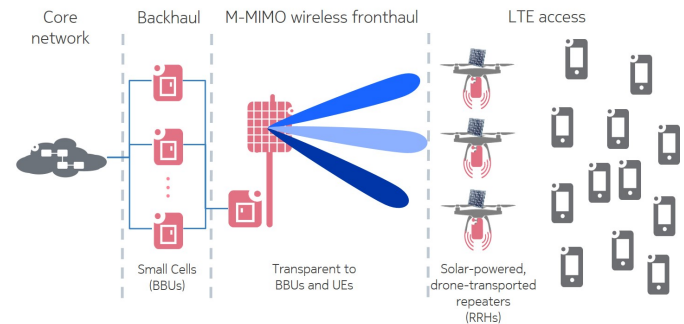 Core
network
Backhaul
M-MIMO wireless fronthaul
LTE access
Small Cells
(BBUs)
Transparent to
BBUs and UEs
Solar-powered,
drone-transported
repeaters
(RRHs)